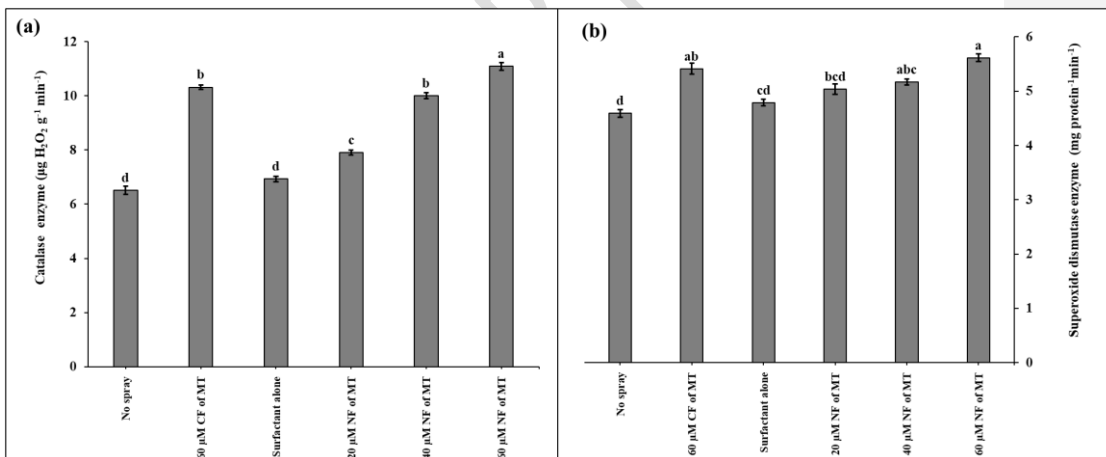 (a)
Catalase enzyme (µg H₂O₂ g⁻¹ min⁻¹)
12
10
8
6
4
2
0
d
b
d
c
b
a
No spray
60 µM CF of MT
Surfactant alone
20 µM NF of MT
40 µM NF of MT
60 µM NF of MT
(b)
d
ab
cd
bcd
abc
a
6
5
4
3
2
1
0
Superoxide dismutase enzyme (mg protein⁻¹min⁻¹)
No spray
60 µM CF of MT
Surfactant alone
20 µM NF of MT
40 µM NF of MT
60 µM NF of MT